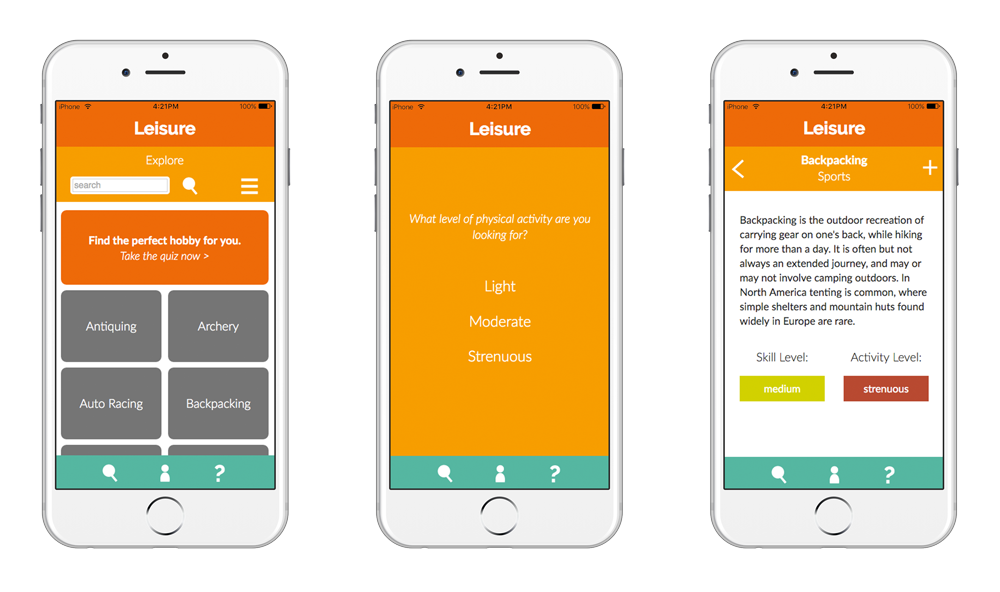 iPhone 4:21PM 100%
Leisure
Explore
search
Find the perfect hobby for you.
Take the quiz now >
Antiquing Archery
Auto Racing Backpacking
?
iPhone 4:21PM 100%
Leisure
What level of physical activity are you
looking for?
Light
Moderate
Strenuous
?
iPhone 4:21PM 100%
Leisure
Backpacking
Sports
Backpacking is the outdoor recreation of
carrying gear on one's back, while hiking
for more than a day. It is often but not
always an extended journey, and may or
may not involve camping outdoors. In
North America tenting is common, where
simple shelters and mountain huts found
widely in Europe are rare.
Skill Level: Activity Level:
medium strenuous
?